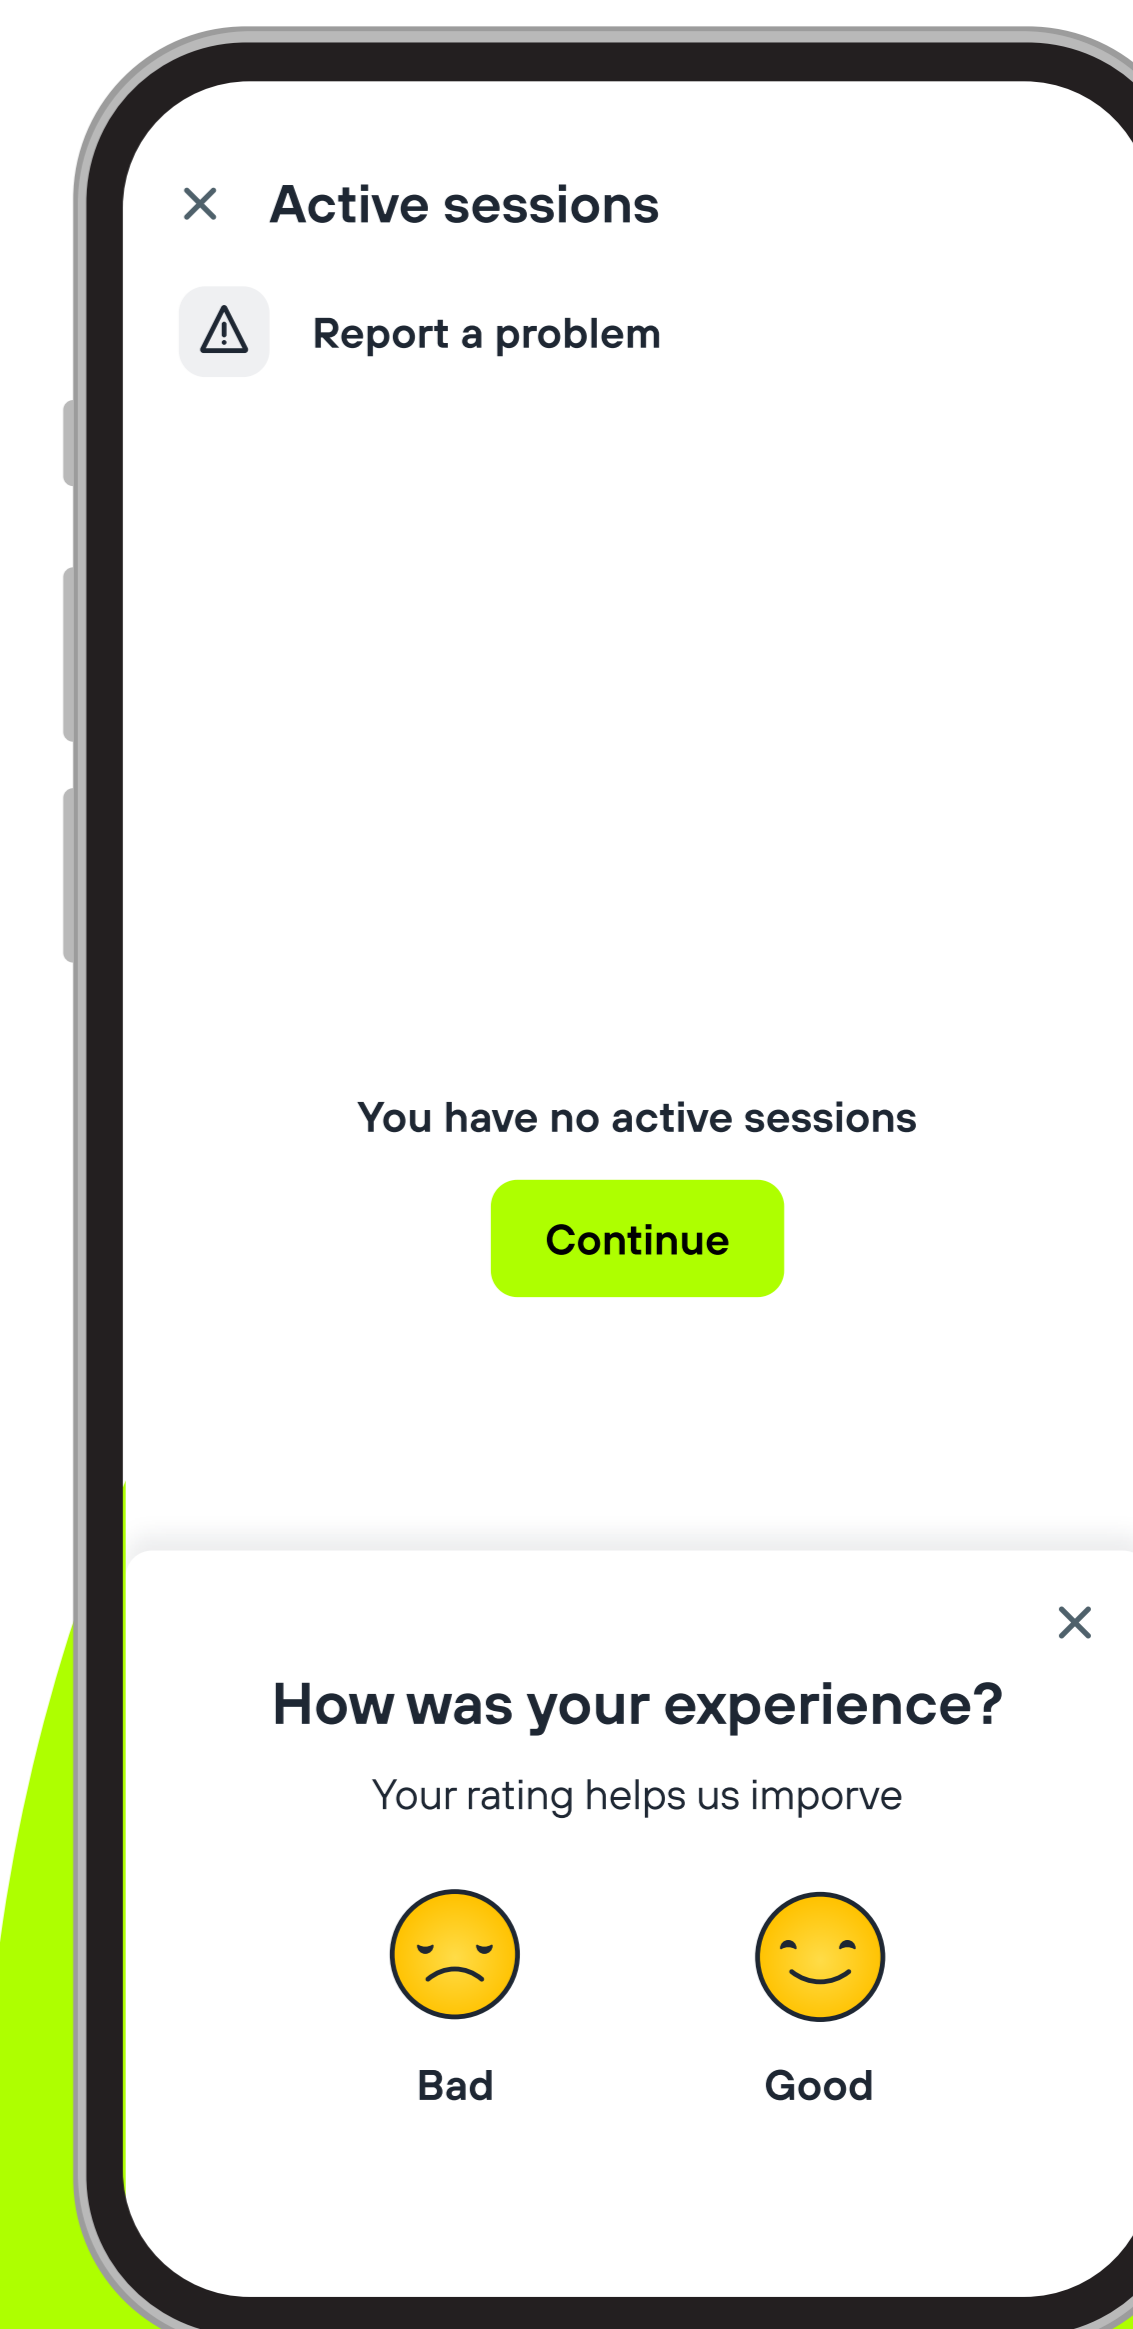 Active sessions
Report a problem
You have no active sessions
Continue
How was your experience?
Your rating helps us imporve
Bad
Good